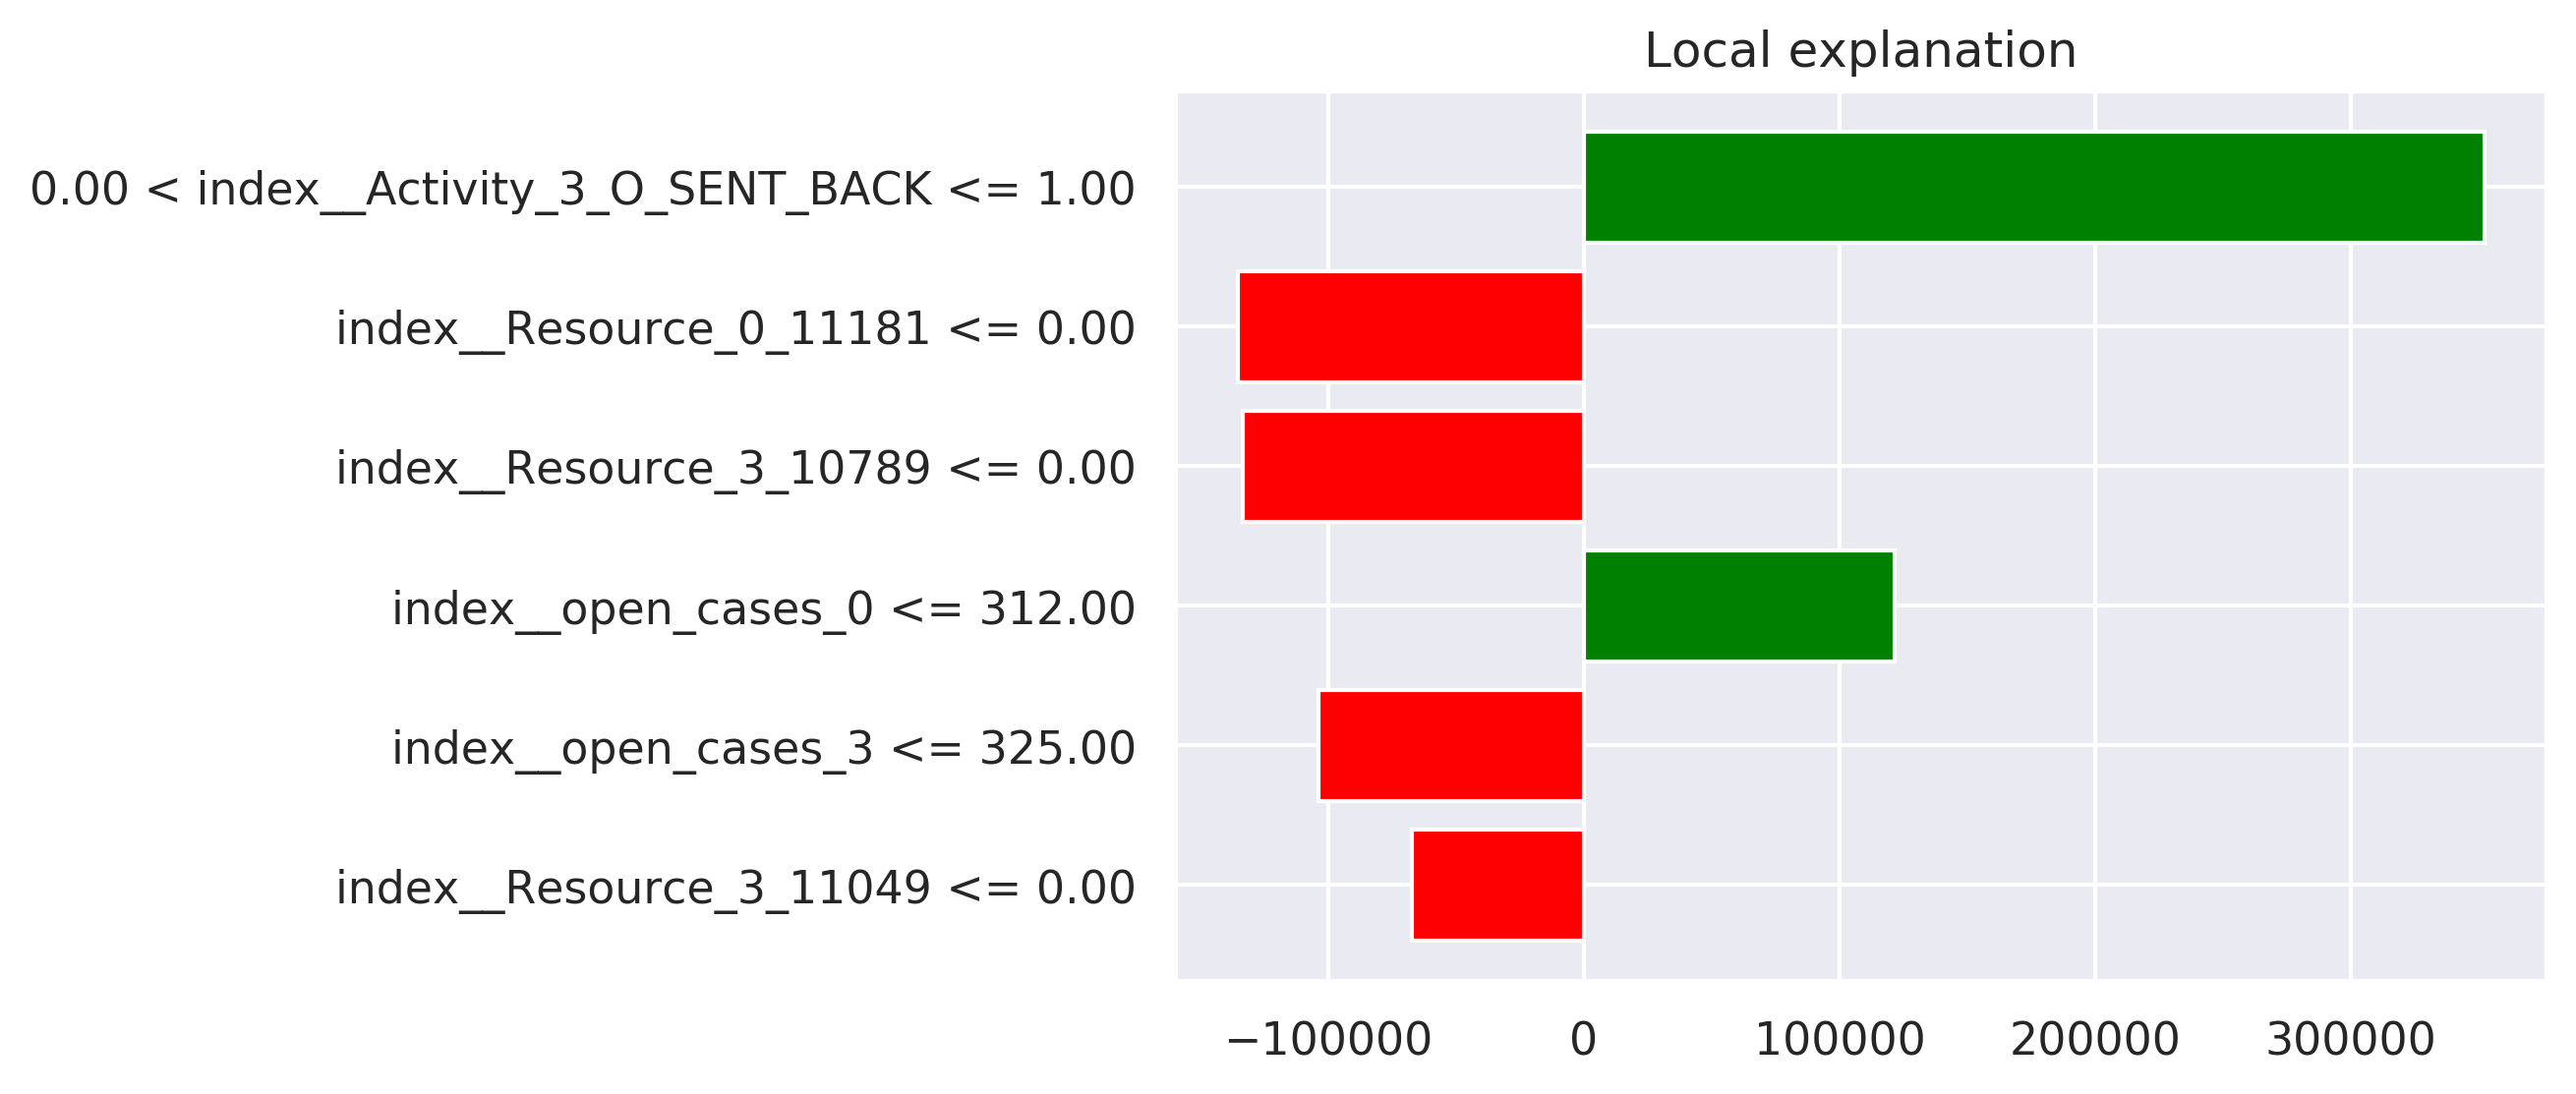 Local explanation
0.00 < index__Activity_3_O_SENT_BACK <= 1.00
index__Resource_0_11181 <= 0.00
index__Resource_3_10789 <= 0.00
index__open_cases_0 <= 312.00
index__open_cases_3 <= 325.00
index__Resource_3_11049 <= 0.00
−100000 0 100000 200000 300000